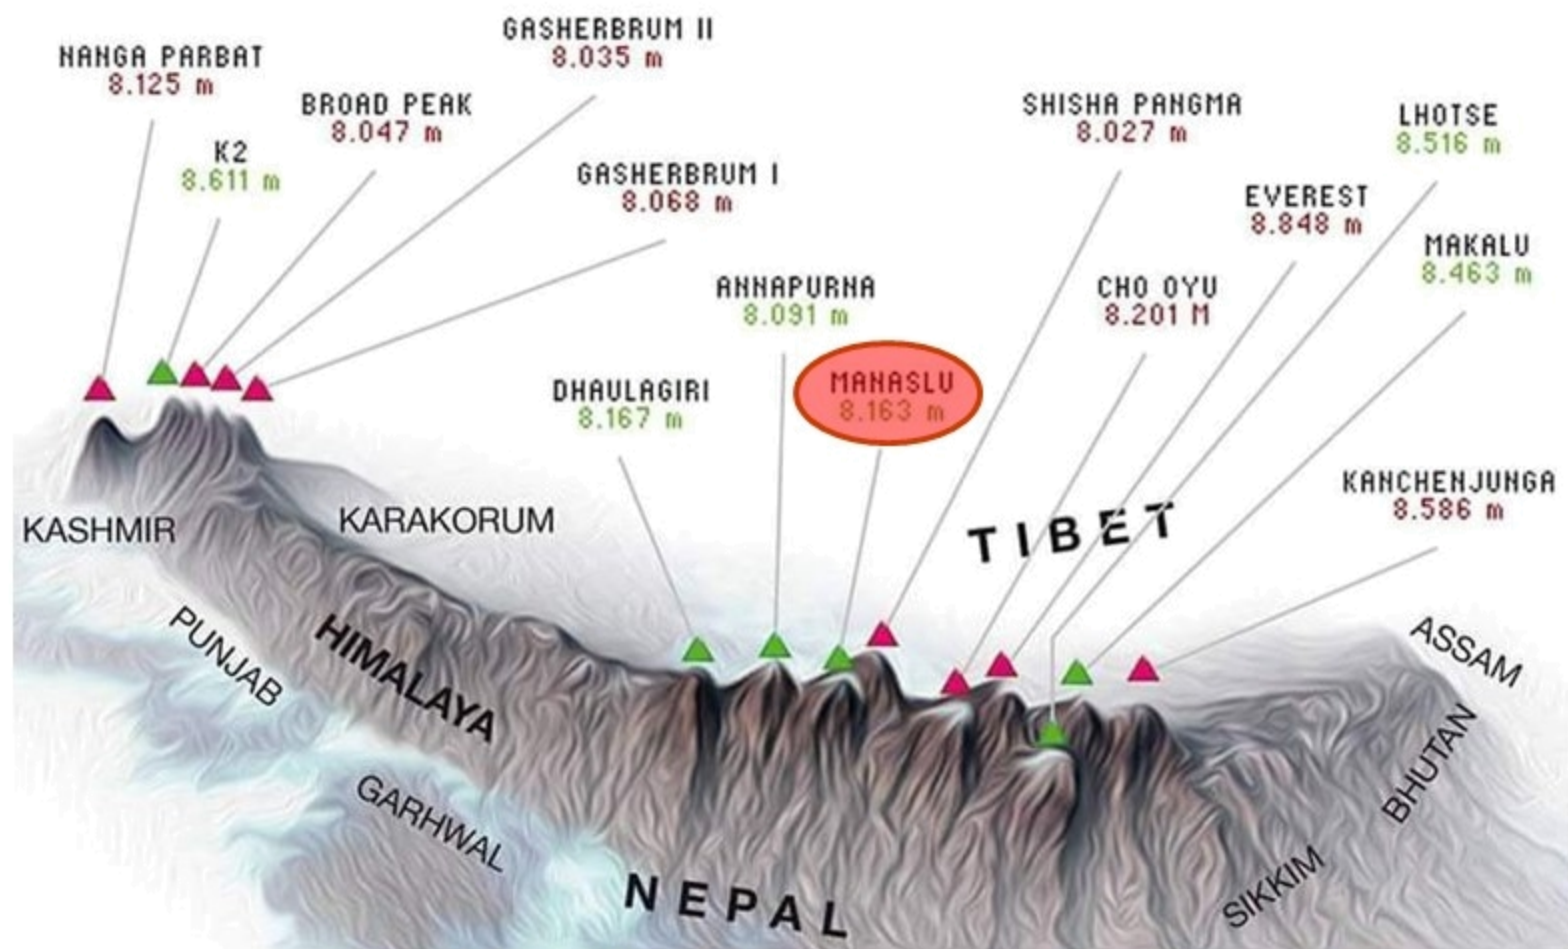 GASHERBRUM II
8.035 m
NANGA PARBAT
8.125 m
BROAD PEAK
8.047 m
SHISHA PANGMA
8.027 m
LHOTSE
8.516 m
K2
8.611 m
GASHERBRUM I
8.068 m
EVEREST
8.848 m
MAKALU
8.463 m
ANNAPURNA
8.091 m
CHO OYU
8.201 M
MANASLU
8.163 m
DHAULAGIRI
8.167 m
KANCHENJUNGA
8.586 m
KASHMIR
KARAKORUM
TIBET
PUNJAB
HIMALAYA
ASSAM
BHUTAN
GARHWAL
NEPAL
SIKKIM